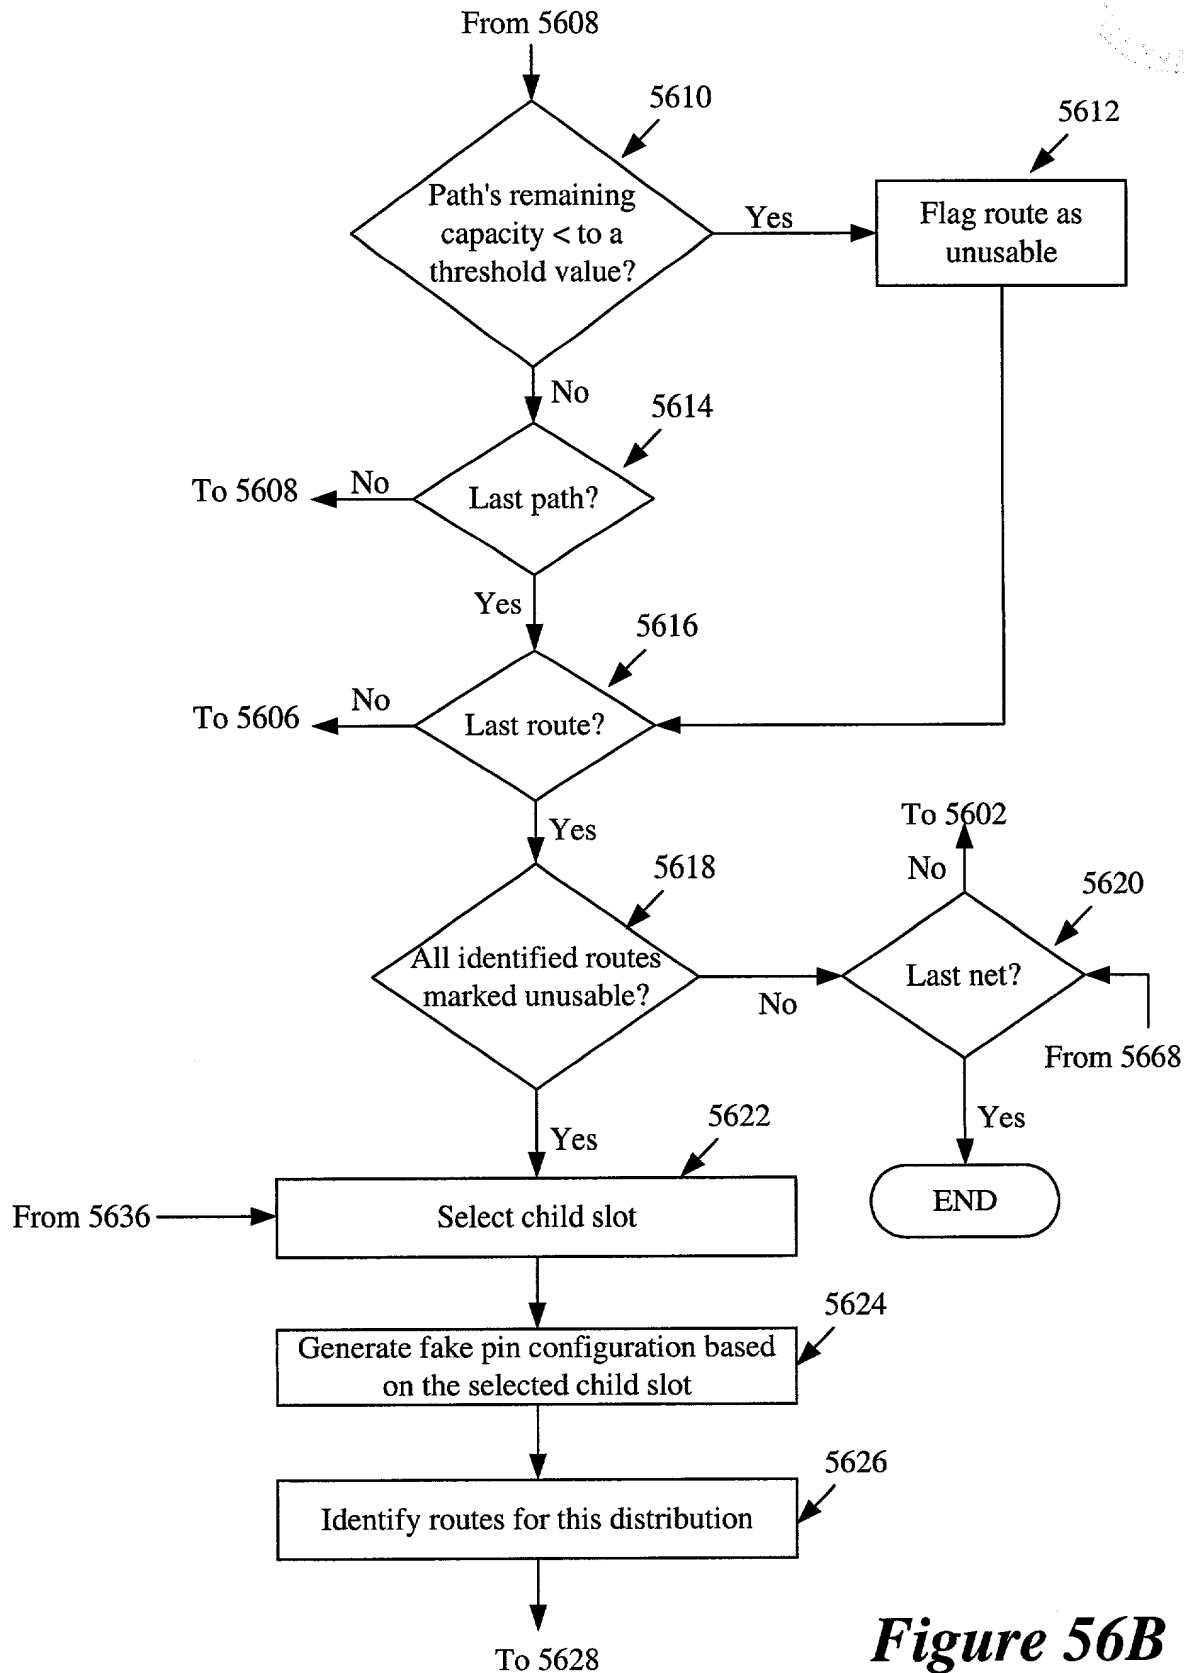 From 5608
5610
5612
Path's remaining
capacity < to a
threshold value?
Yes
Flag route as
unusable
No
5614
To 5608
No
Last path?
Yes
5616
To 5606
No
Last route?
Yes
To 5602
No
5618
5620
All identified routes
marked unusable?
No
Last net?
From 5668
Yes
5622
Yes
From 5636
Select child slot
END
5624
Generate fake pin configuration based
on the selected child slot
5626
Identify routes for this distribution
To 5628
Figure 56B